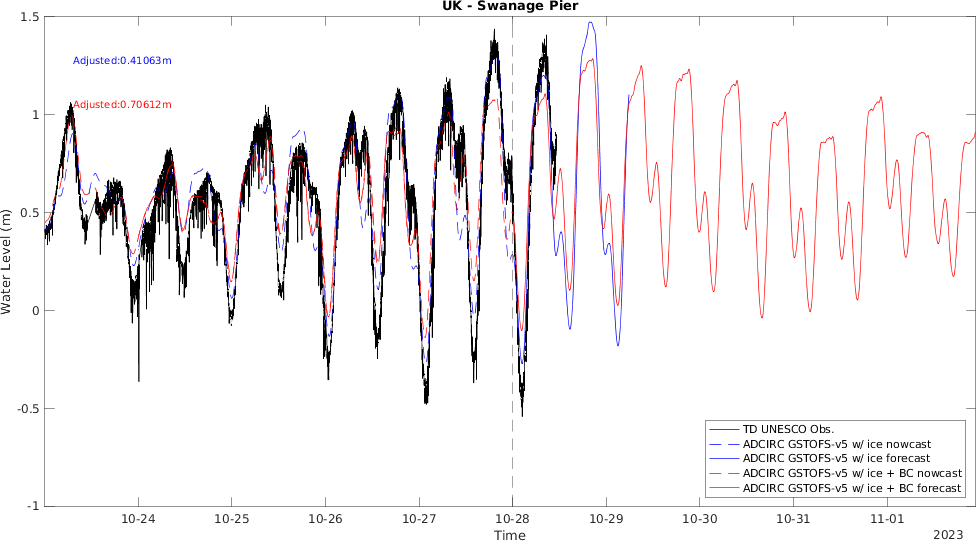 UK - Swanage Pier
Adjusted:0.41063m
Adjusted:0.70612m
Water Level (m)
1.5
1
0.5
0
-0.5
-1
10-24 10-25 10-26 10-27 10-28 10-29 10-30 10-31 11-01
Time
2023
TD UNESCO Obs.
ADCIRC GSTOFS-v5 w/ ice nowcast
ADCIRC GSTOFS-v5 w/ ice forecast
ADCIRC GSTOFS-v5 w/ ice + BC nowcast
ADCIRC GSTOFS-v5 w/ ice + BC forecast